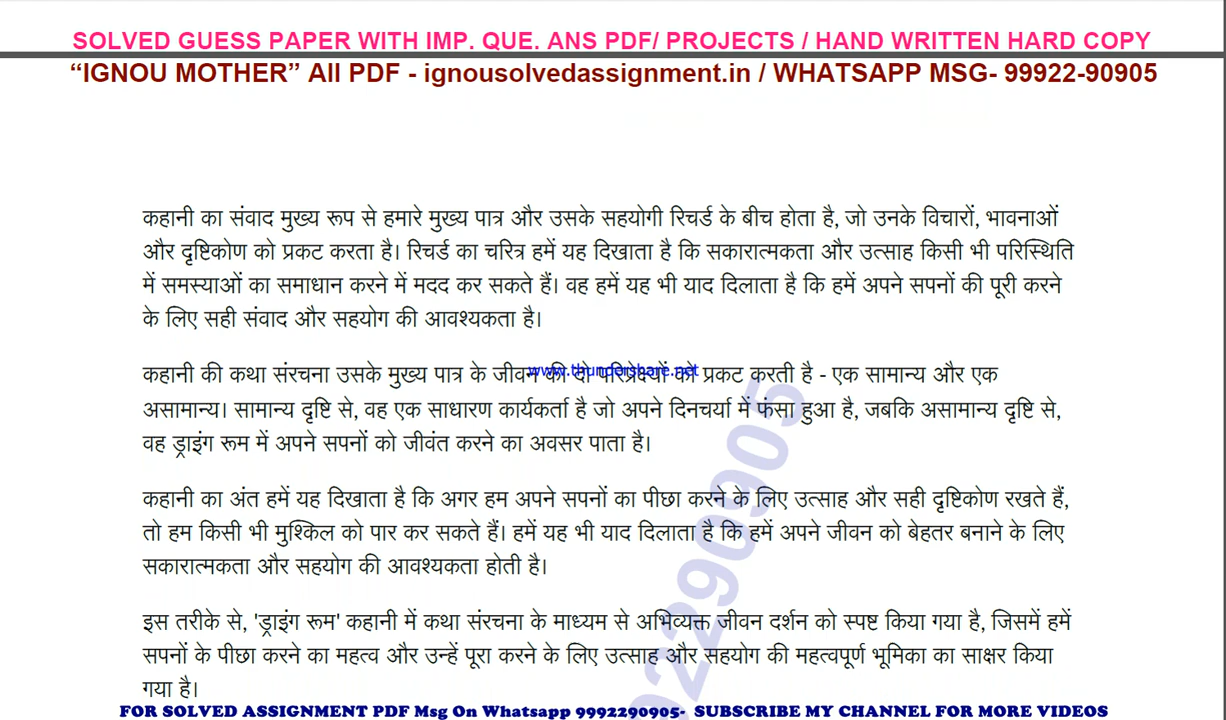 SOLVED GUESS PAPER WITH IMP. QUE. ANS PDF/ PROJECTS / HAND WRITTEN HARD COPY
“IGNOU MOTHER” All PDF - ignousolvedassignment.in / WHATSAPP MSG- 99922-90905
कहानी का संवाद मुख्य रूप से हमारे मुख्य पात्र और उसके सहयोगी रिचर्ड के बीच होता है, जो उनके विचारों, भावनाओं
और दृष्टिकोण को प्रकट करता है। रिचर्ड का चरित्र हमें यह दिखाता है कि सकारात्मकता और उत्साह किसी भी परिस्थिति
में समस्याओं का समाधान करने में मदद कर सकते हैं। वह हमें यह भी याद दिलाता है कि हमें अपने सपनों की पूरी करने
के लिए सही संवाद और सहयोग की आवश्यकता है।
कहानी की कथा संरचना उसके मुख्य पात्र के जीवन की दो परिप्रेक्ष्यों को प्रकट करती है - एक सामान्य और एक
www.thundershare.net
असामान्य। सामान्य दृष्टि से, वह एक साधारण कार्यकर्ता है जो अपने दिनचर्या में फंसा हुआ है, जबकि असामान्य दृष्टि से,
वह ड्राइंग रूम में अपने सपनों को जीवंत करने का अवसर पाता है।
कहानी का अंत हमें यह दिखाता है कि अगर हम अपने सपनों का पीछा करने के लिए उत्साह और सही दृष्टिकोण रखते हैं,
तो हम किसी भी मुश्किल को पार कर सकते हैं। हमें यह भी याद दिलाता है कि हमें अपने जीवन को बेहतर बनाने के लिए
सकारात्मकता और सहयोग की आवश्यकता होती है।
इस तरीके से, 'ड्राइंग रूम' कहानी में कथा संरचना के माध्यम से अभिव्यक्त जीवन दर्शन को स्पष्ट किया गया है, जिसमें हमें
सपनों के पीछा करने का महत्व और उन्हें पूरा करने के लिए उत्साह और सहयोग की महत्वपूर्ण भूमिका का साक्षर किया
गया है।
9992290905
FOR SOLVED ASSIGNMENT PDF Msg On Whatsapp 9992290905- SUBSCRIBE MY CHANNEL FOR MORE VIDEOS